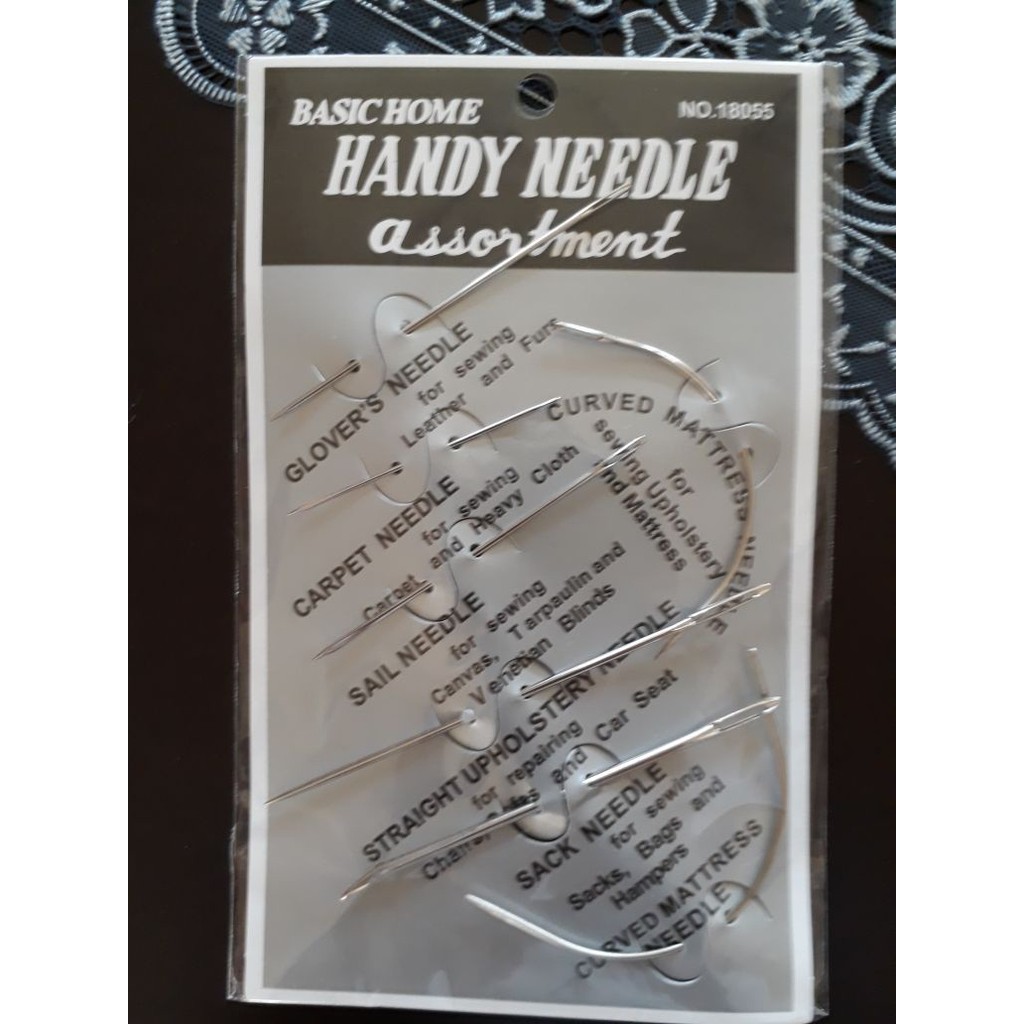 BASIC HOME
NO.18055
HANDY NEEDLE
assortment
GLOVER'S NEEDLE
for sewing
Leather and Furs
CURVED MATTRESS NEEDLE
for
sewing Upholstery
and Mattress
CARPET NEEDLE
for sewing
Carpet and Heavy Cloth
SAIL NEEDLE
for sewing
Canvas, Tarpaulin and
Venetian Blinds
STRAIGHT UPHOLSTERY NEEDLE
for repairing
Chairs, Sofas and Car Seat
SACK NEEDLE
for sewing
Sacks, Bags and
Hampers
CURVED MATTRESS
NEEDLE